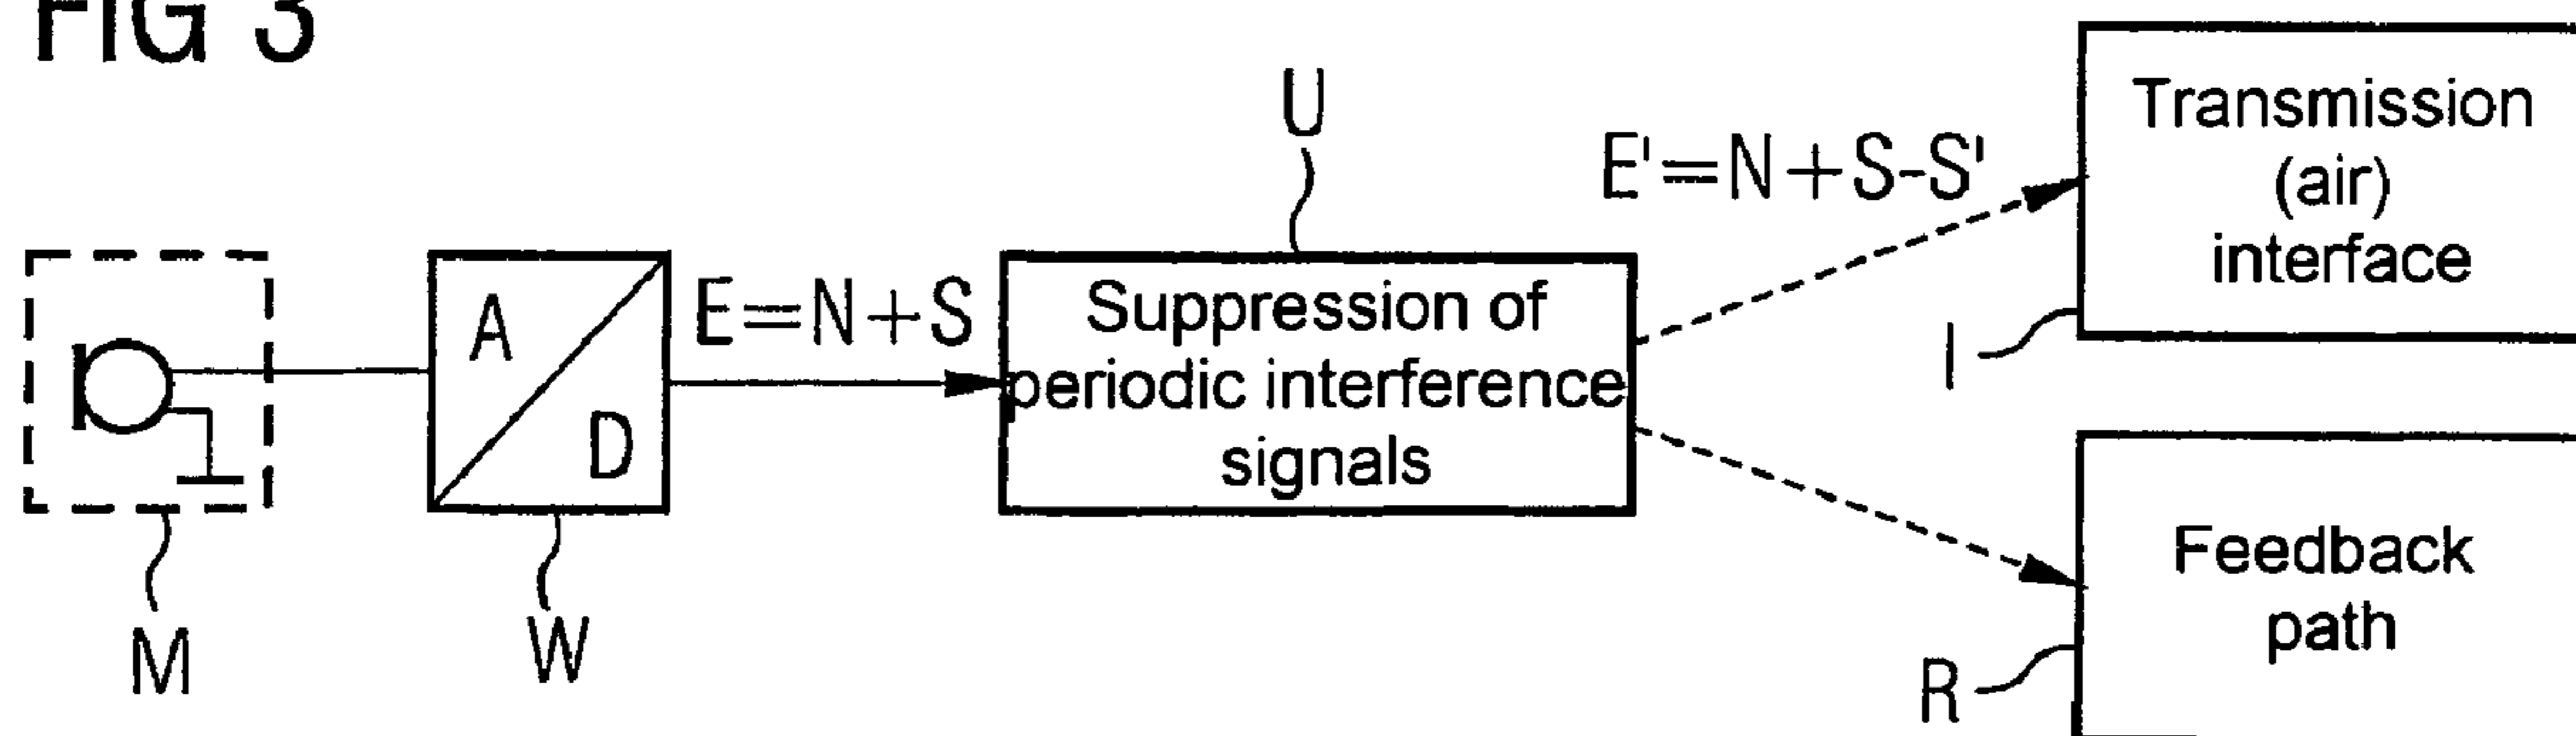 FIG 3
U
E'=N+S-S'
Transmission
(air)
interface
I
A
D
E=N+S
Suppression of
periodic interference
signals
M
W
Feedback
path
R